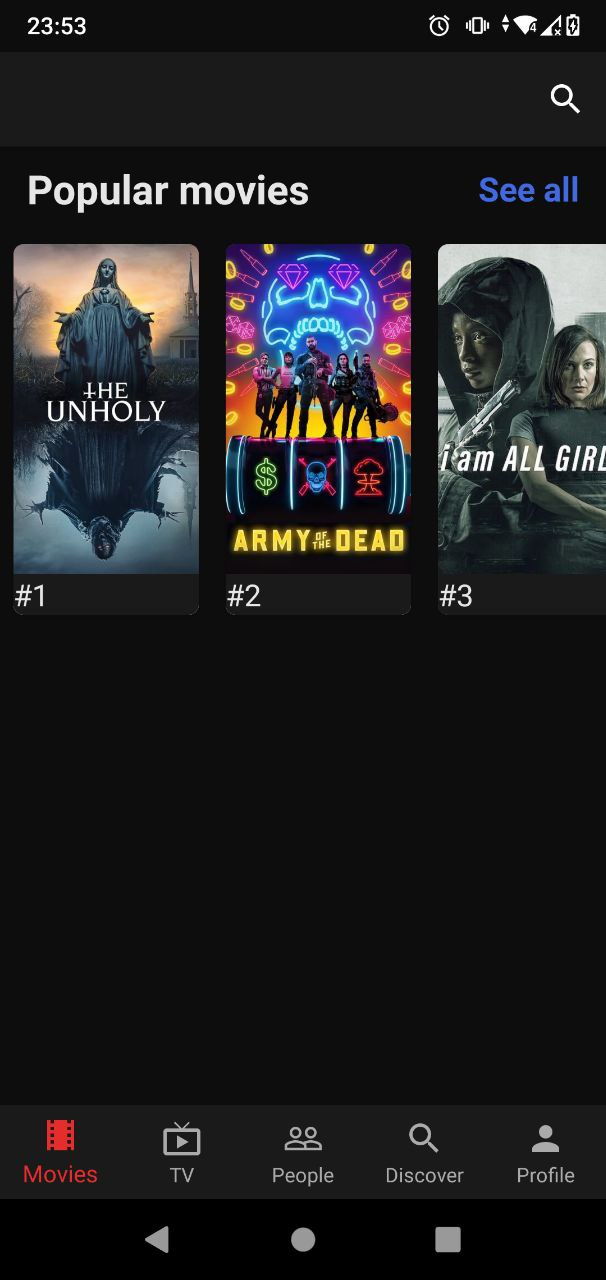 23:53
4
Popular movies
See all
THE
UNHOLY
ARMY OF THE DEAD
i am ALL GIRL
#1
#2
#3
Movies
TV
People
Discover
Profile